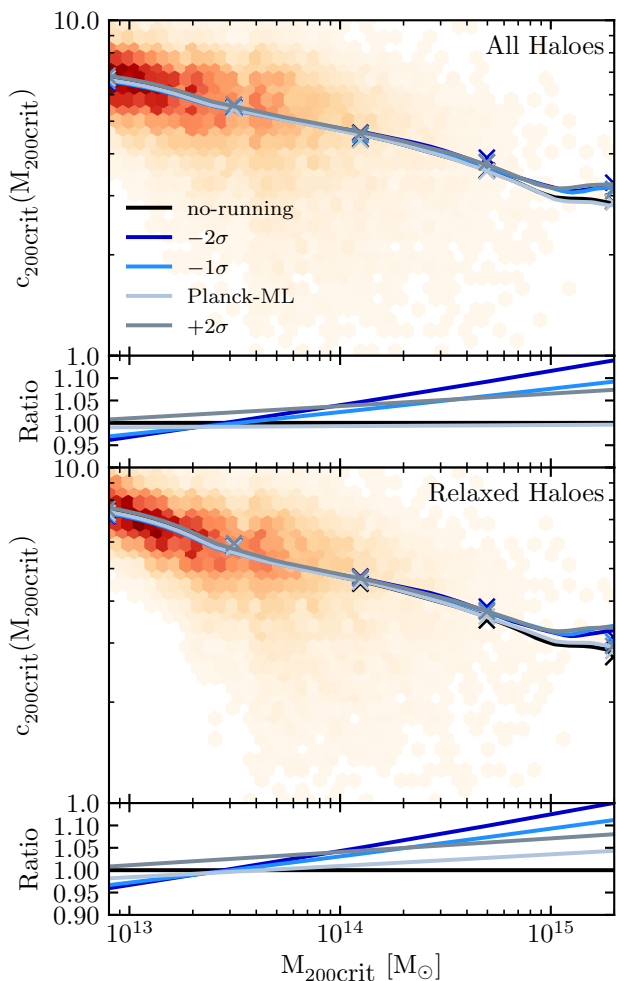 10.0
All Haloes
c200crit(M200crit)
no-running
−2σ
−1σ
Planck-ML
+2σ
1.0
1.10
1.05
1.00
0.95
Ratio
10.0
Relaxed Haloes
c200crit(M200crit)
1.0
1.10
1.05
1.00
0.95
0.90
Ratio
10^13 10^14 10^15
M200crit [M⊙]